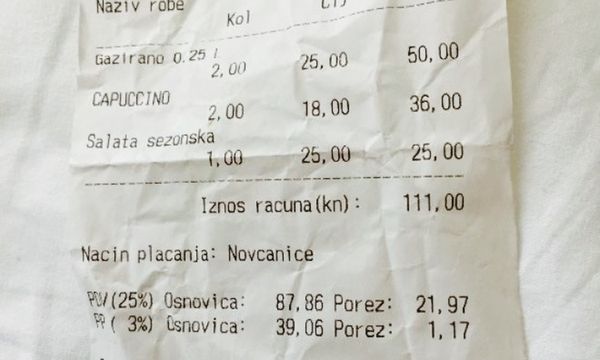 Naziv robe
Kol
Gazirano 0.25 l
2,00 25,00 50,00
CAPUCCINO
2,00 18,00 36,00
Salata sezonska
1,00 25,00 25,00
Iznos racuna(kn): 111,00
Nacin placanja: Novcanice
PDV(25%) Osnovica: 87,86 Porez: 21,97
PP( 3%) Osnovica: 39,06 Porez: 1,17